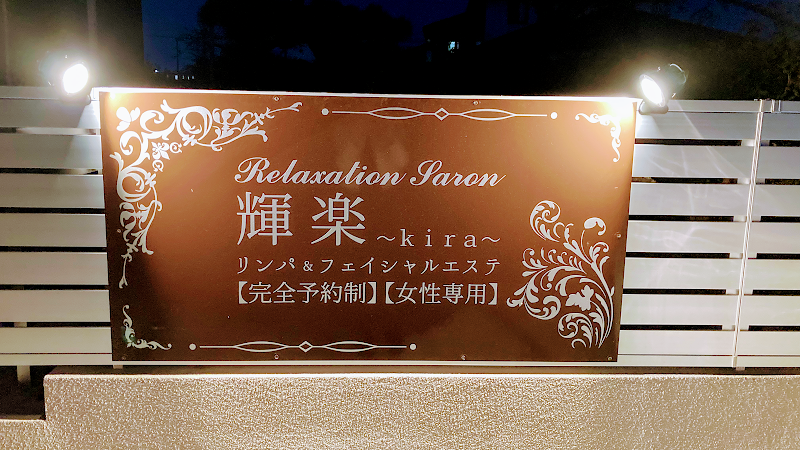 Relaxation Saron
輝楽 ～kira～
リンパ&フェイシャルエステ
【完全予約制】【女性専用】